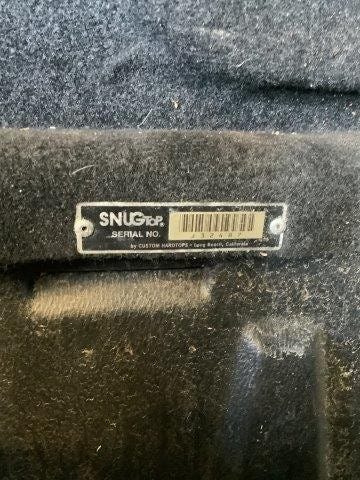 SNUGTOP®
SERIAL NO.
by CUSTOM HARDTOPS • Long Beach, California